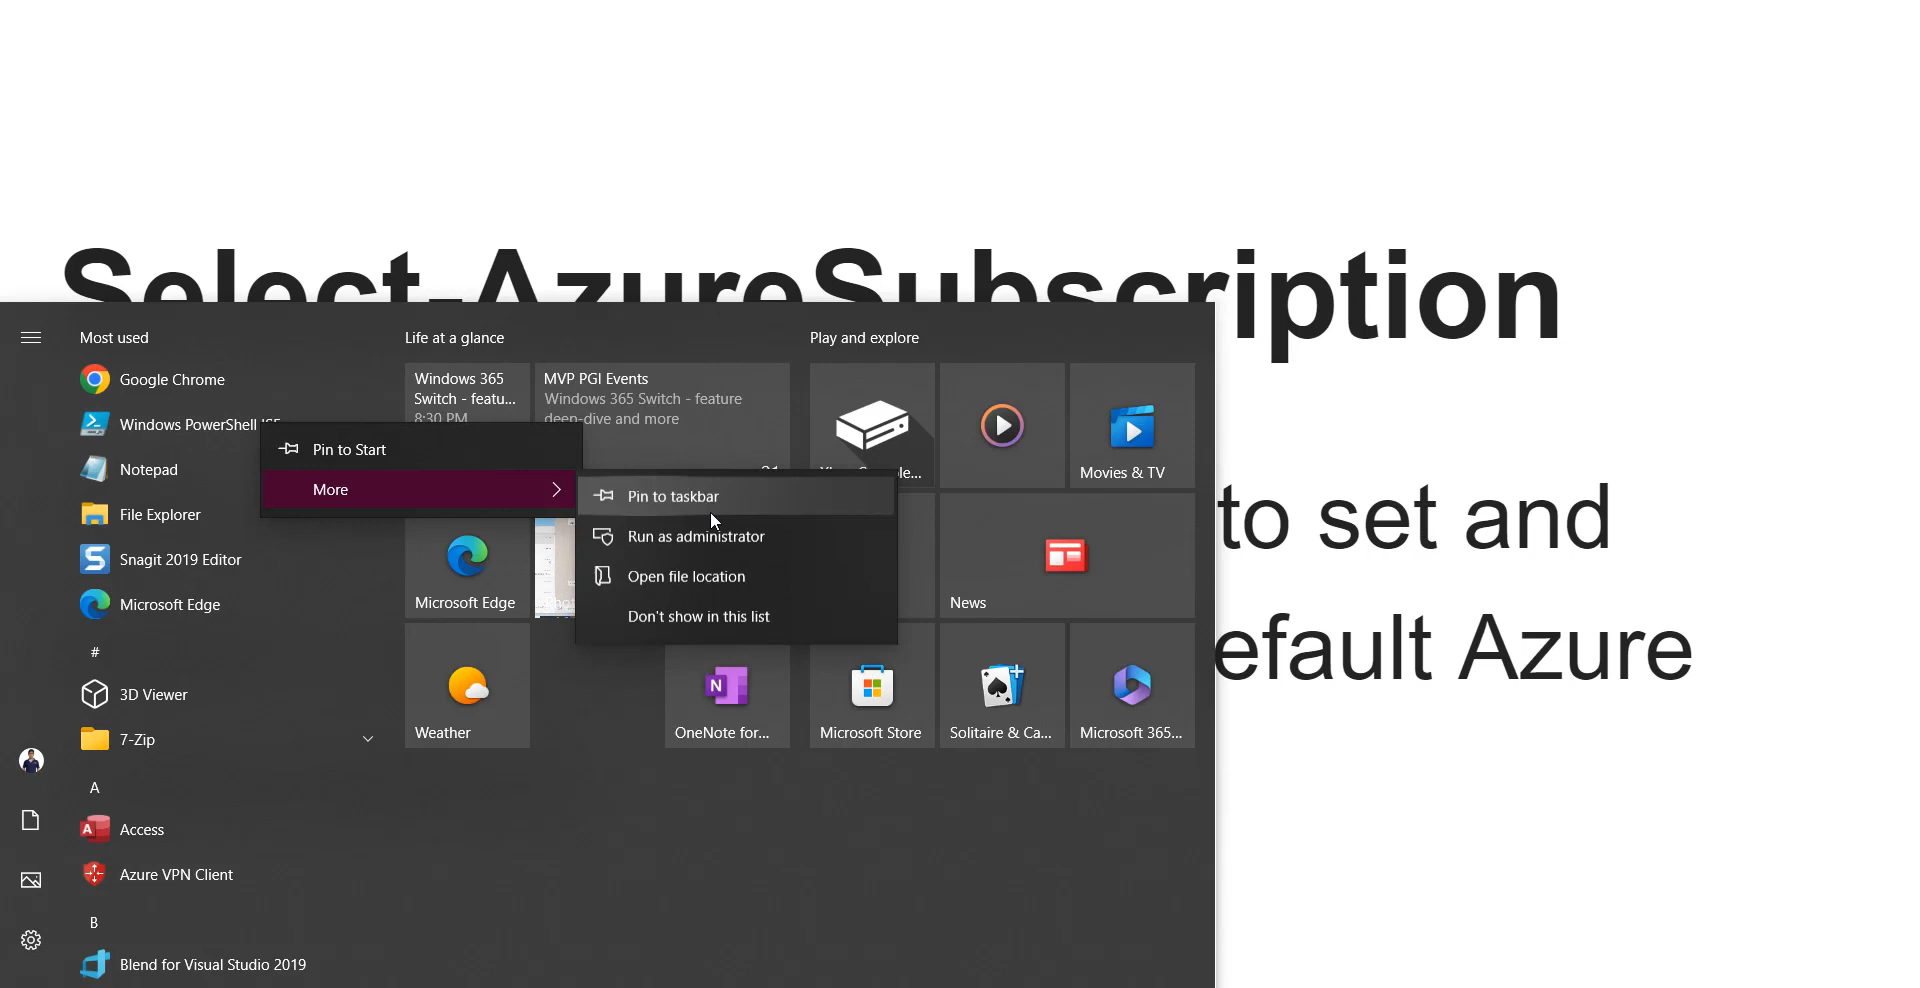 Select-AzureSubscription
to set and
efault Azure
Most used
Google Chrome
Windows PowerShell ISE
Notepad
File Explorer
Snagit 2019 Editor
Microsoft Edge
#
3D Viewer
7-Zip
A
Access
Azure VPN Client
B
Blend for Visual Studio 2019
Pin to Start
More
Pin to taskbar
Run as administrator
Open file location
Don't show in this list
Life at a glance
Windows 365
Switch - featu...
8:30 PM
MVP PGI Events
Windows 365 Switch - feature
deep-dive and more
Microsoft Edge
Weather
OneNote for...
Play and explore
Movies & TV
News
Microsoft Store
Solitaire & Ca...
Microsoft 365...